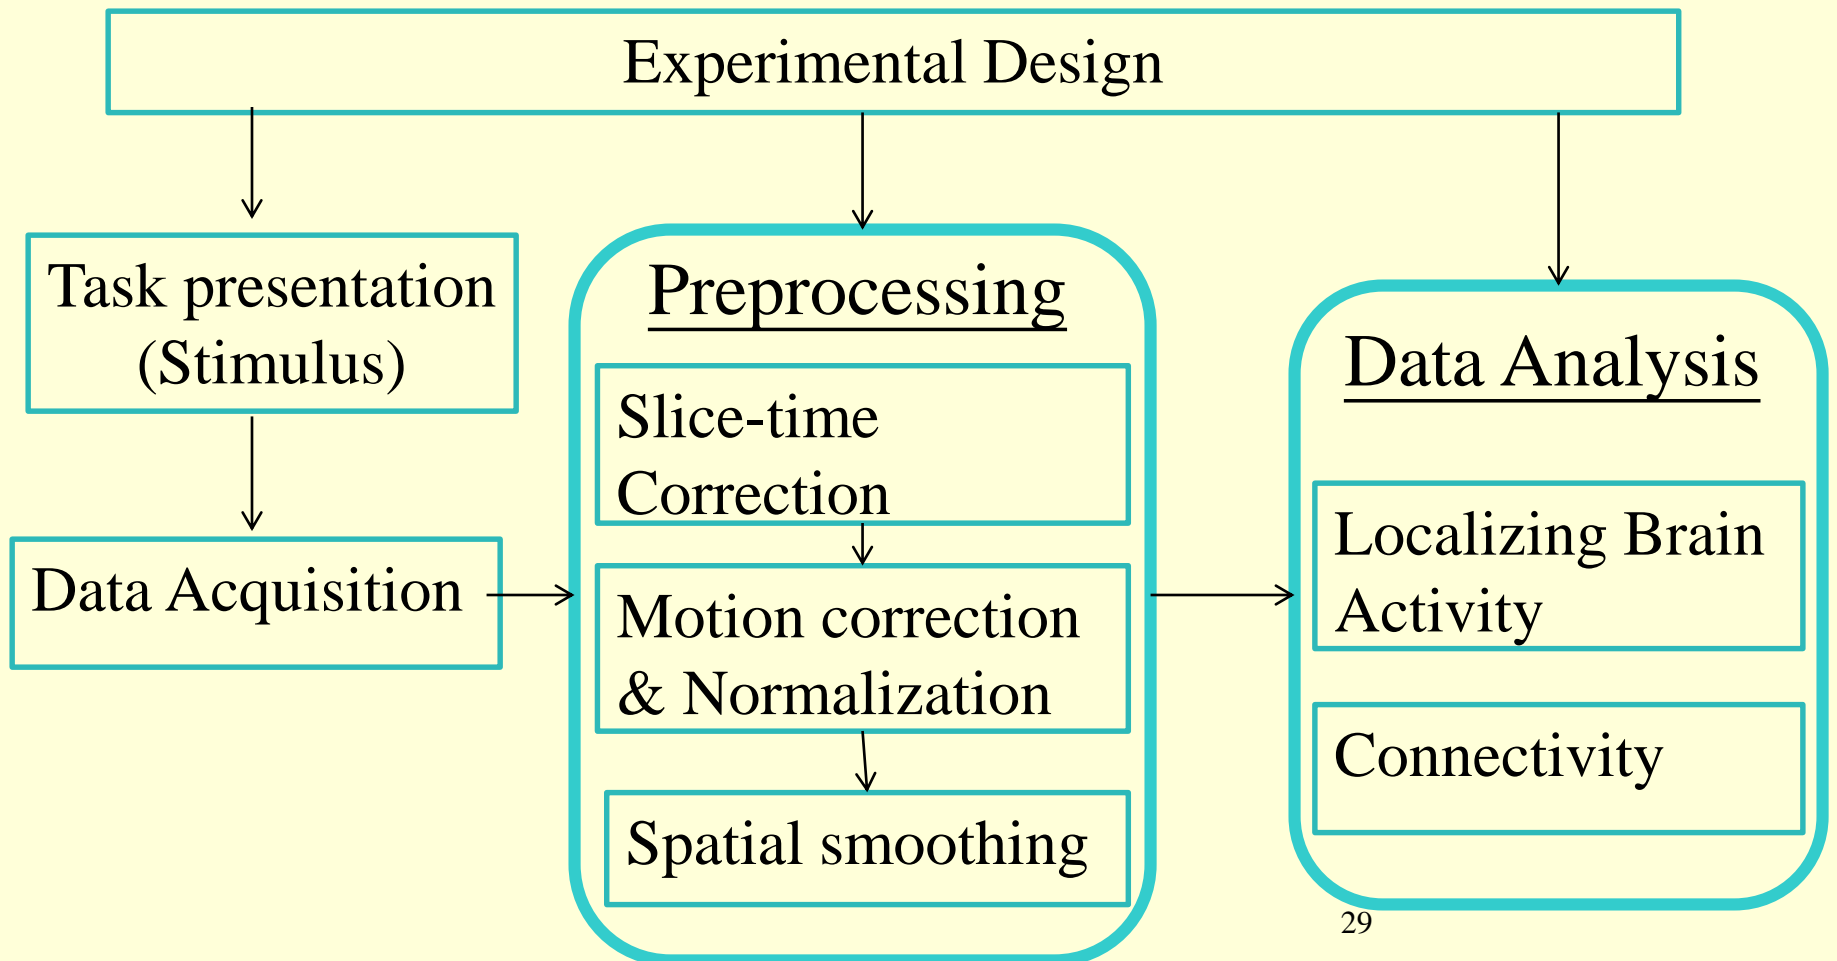 Experimental Design
Task presentation
(Stimulus)
Data Acquisition
Preprocessing
Slice-time
Correction
Motion correction
& Normalization
Spatial smoothing
Data Analysis
Localizing Brain
Activity
Connectivity
29